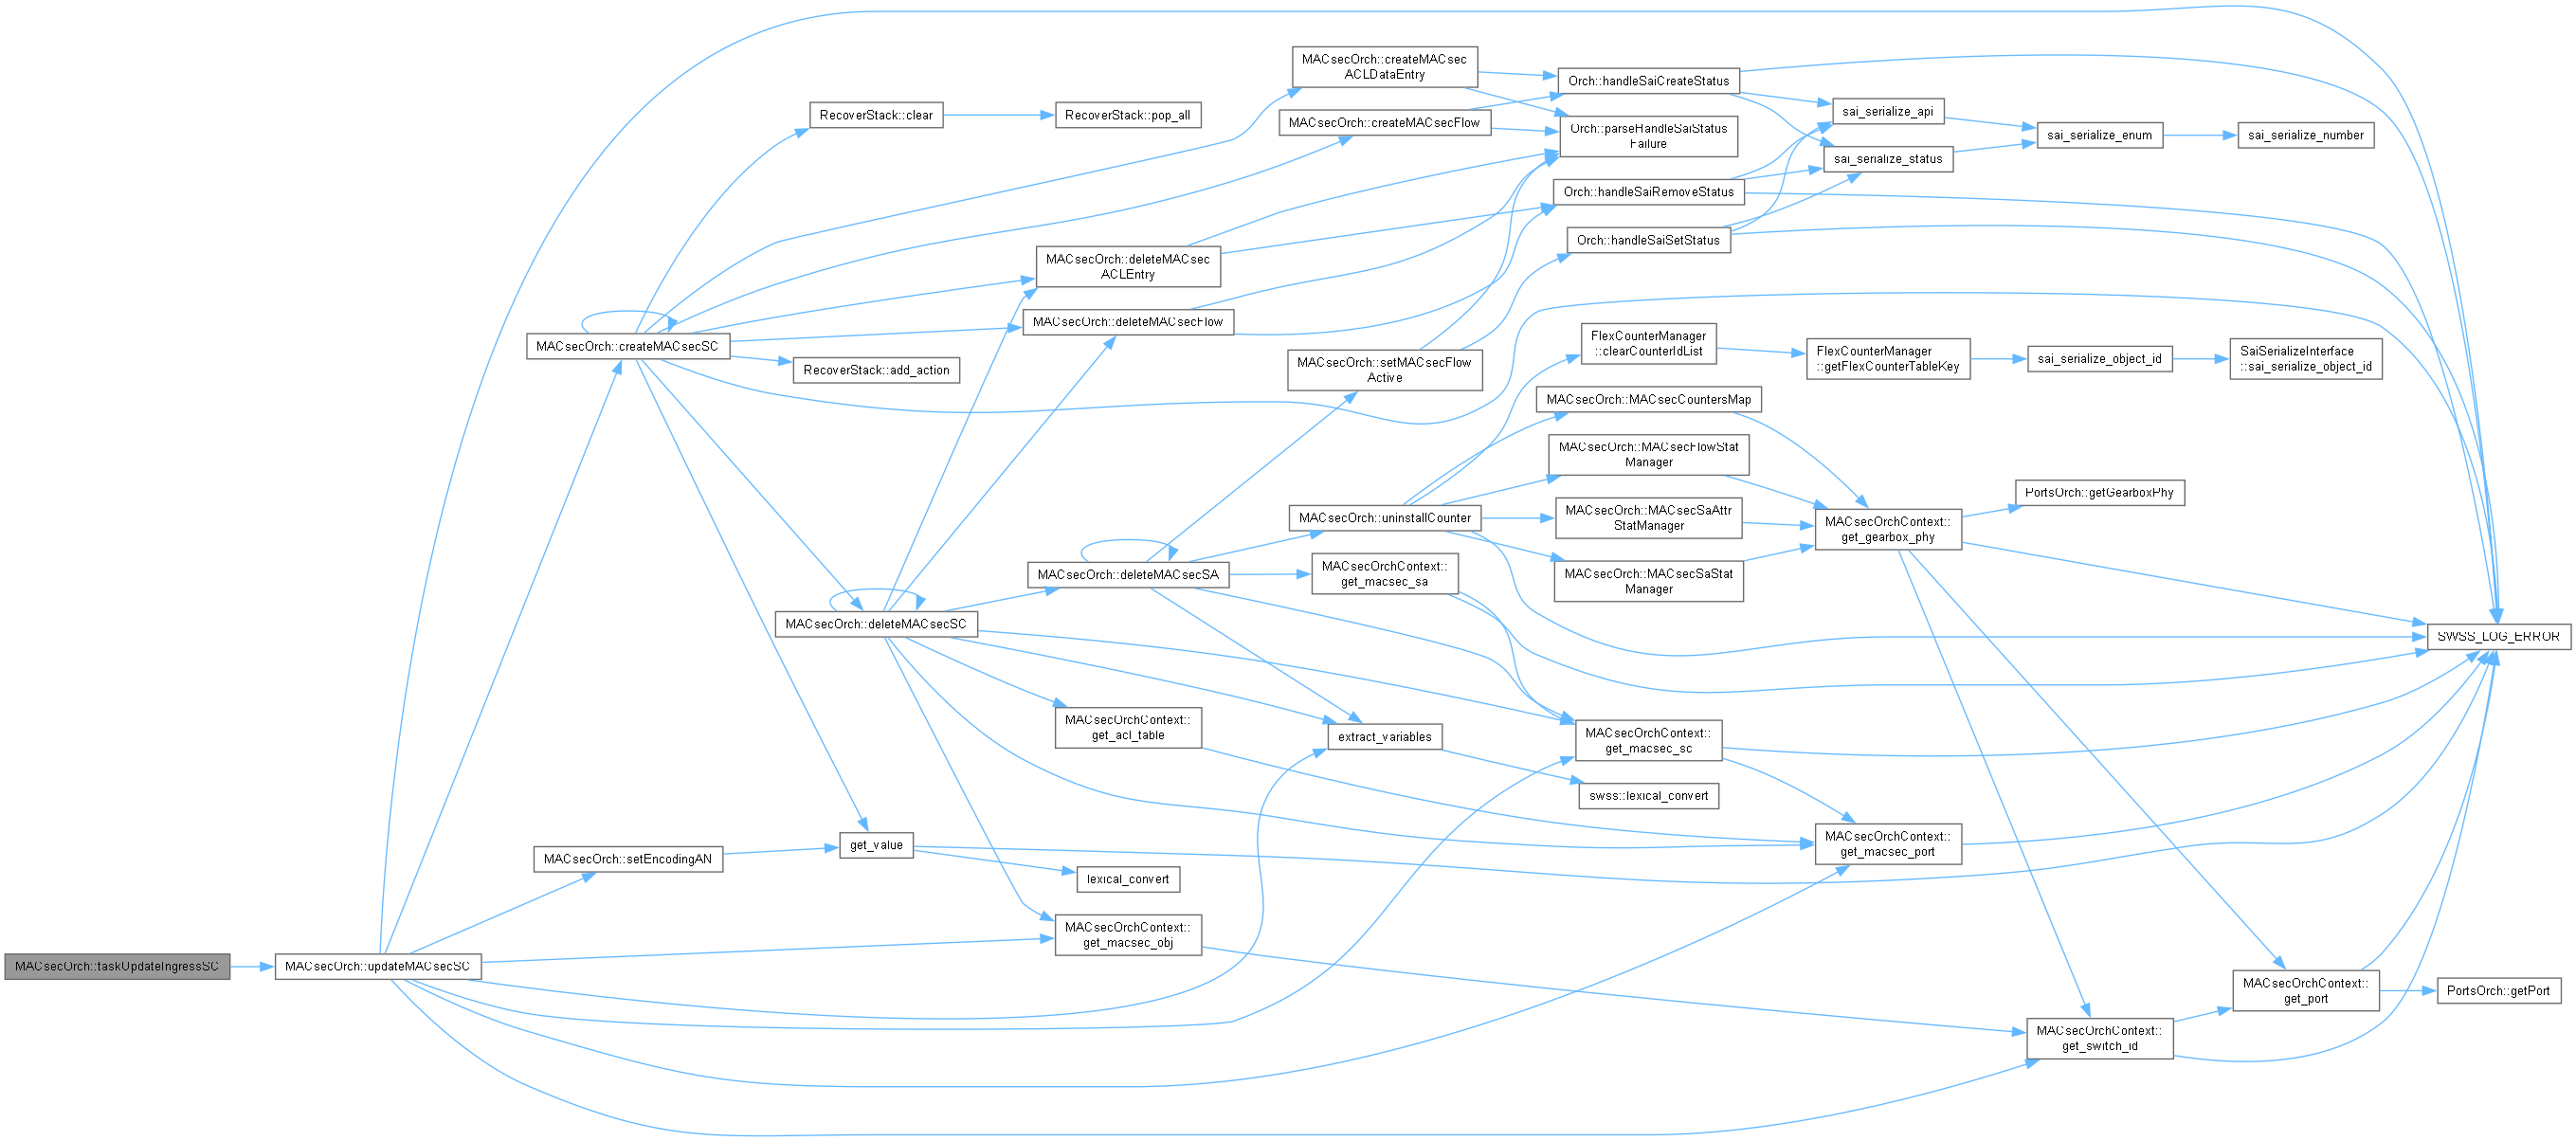 MACsecOrch::taskUpdateIngressSC
MACsecOrch::updateMACsecSC
MACsecOrch::createMACsecSC
MACsecOrch::setEncodingAN
RecoverStack::clear
RecoverStack::add_action
MACsecOrch::deleteMACsecSC
get_value
RecoverStack::pop_all
MACsecOrch::deleteMACsec
ACLEntry
MACsecOrch::deleteMACsecFlow
MACsecOrch::deleteMACsecSA
MACsecOrchContext::
get_acl_table
lexical_convert
MACsecOrchContext::
get_macsec_obj
MACsecOrch::createMACsec
ACLDataEntry
MACsecOrch::createMACsecFlow
MACsecOrch::setMACsecFlow
Active
MACsecOrch::uninstallCounter
MACsecOrchContext::
get_macsec_sa
extract_variables
Orch::handleSaiCreateStatus
Orch::parseHandleSaiStatus
Failure
Orch::handleSaiRemoveStatus
Orch::handleSaiSetStatus
FlexCounterManager
::clearCounterIdList
MACsecOrch::MACsecCountersMap
MACsecOrch::MACsecFlowStat
Manager
MACsecOrch::MACsecSaAttr
StatManager
MACsecOrch::MACsecSaStat
Manager
MACsecOrchContext::
get_macsec_sc
swss::lexical_convert
sai_serialize_api
sai_serialize_status
FlexCounterManager
::getFlexCounterTableKey
MACsecOrchContext::
get_gearbox_phy
MACsecOrchContext::
get_macsec_port
sai_serialize_enum
sai_serialize_object_id
PortsOrch::getGearboxPhy
MACsecOrchContext::
get_switch_id
sai_serialize_number
SaiSerializeInterface
::sai_serialize_object_id
MACsecOrchContext::
get_port
SWSS_LOG_ERROR
PortsOrch::getPort